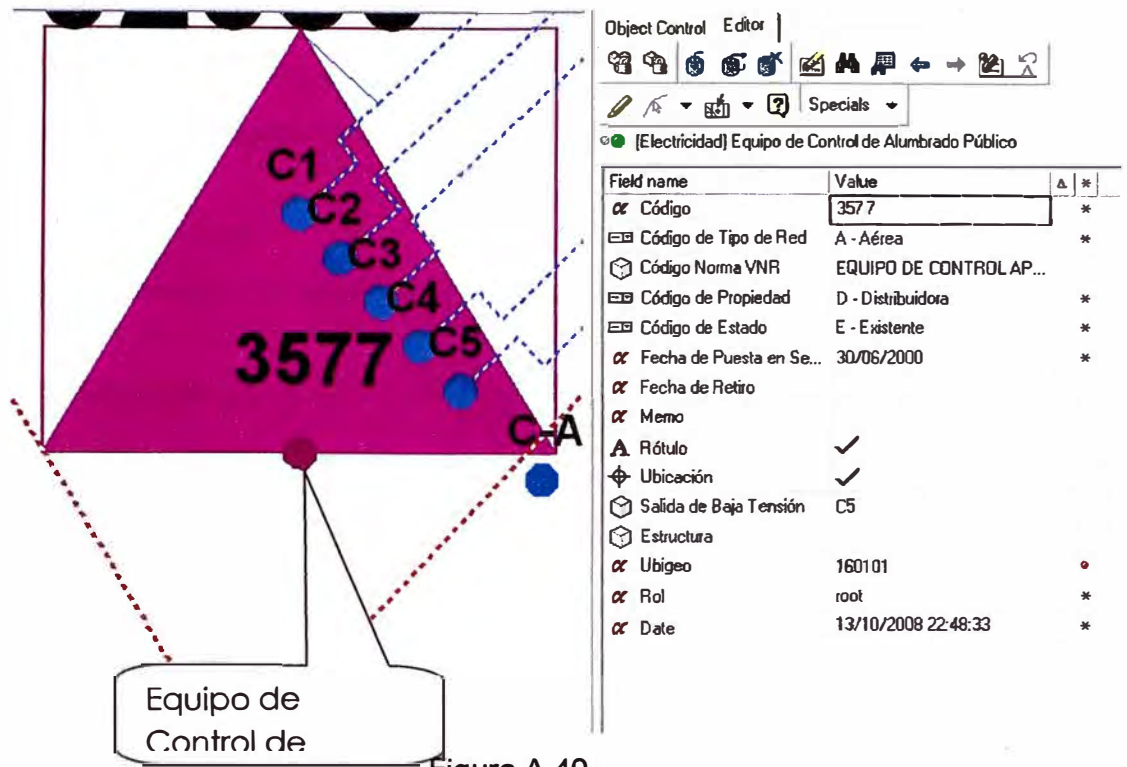 C1
C2
C3
C4
C5
3577
C-A
Equipo de
Control de
Object Control Editor
Specials
[Electricidad] Equipo de Control de Alumbrado Público
Field name Value
Código 3577
Código de Tipo de Red A - Aérea *
Código Norma VNR EQUIPO DE CONTROL AP...
Código de Propiedad D - Distribuidora *
Código de Estado E - Existente *
Fecha de Puesta en Se... 30/06/2000 *
Fecha de Retiro
Memo
Rótulo
Ubicación
Salida de Baja Tensión C5
Estructura
Ubigeo 160101
Rol root *
Date 13/10/2008 22:48:33 *